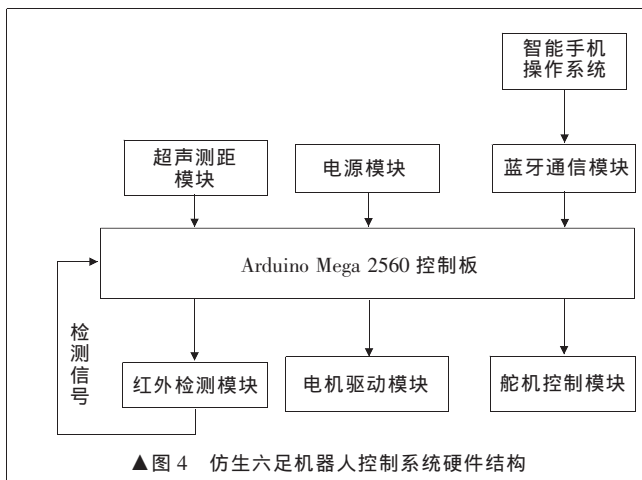 智能手机
操作系统
超声测距
模块
电源模块
蓝牙通信模块
Arduino Mega 2560 控制板
检测信号
红外检测模块
电机驱动模块
舵机控制模块
▲图 4 仿生六足机器人控制系统硬件结构